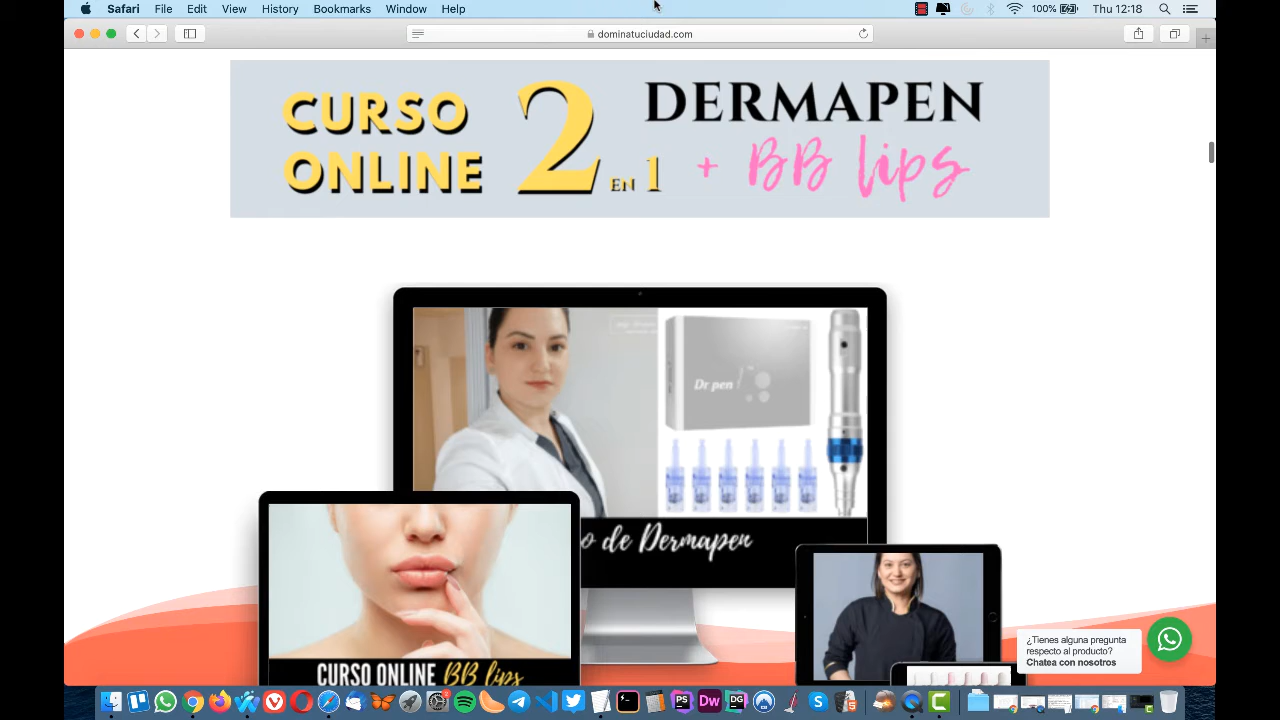 Safari File Edit View History Bookmarks Window Help 100% Thu 12:18
dominatuciudad.com
CURSO ONLINE
2 EN 1
DERMAPEN
+ BB lips
Dr pen
o de Dermapen
CURSO ONLINE BB lips
¿Tienes alguna pregunta
respecto al producto?
Chatea con nosotros
Dw
DG